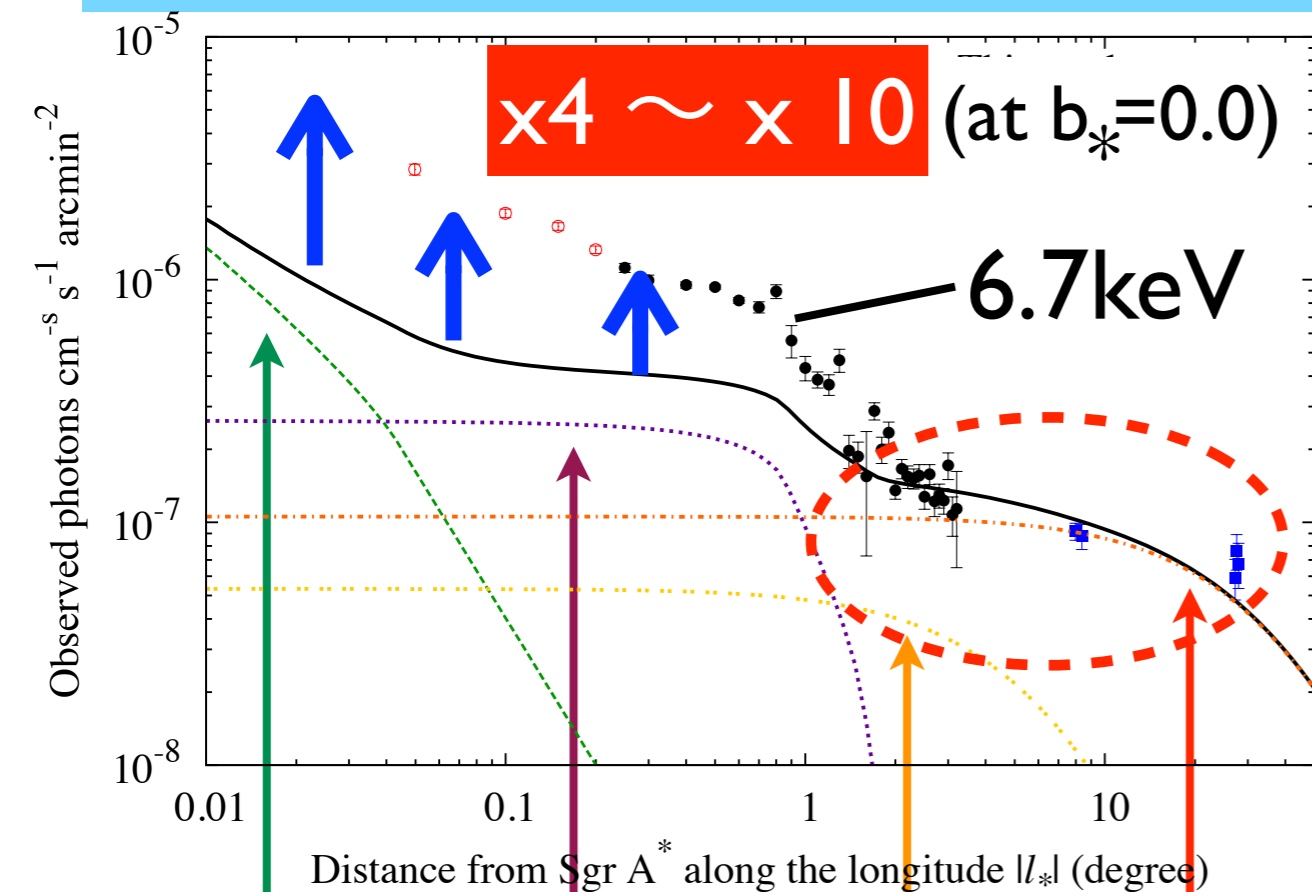 10-5
x4 ～ x 10 (at b*=0.0)
6.7keV
10-6
10-7
10-8
Observed photons cm-s s-1 arcmin-2
0.01 0.1 1 10
Distance from Sgr A* along the longitude |l*| (degree)